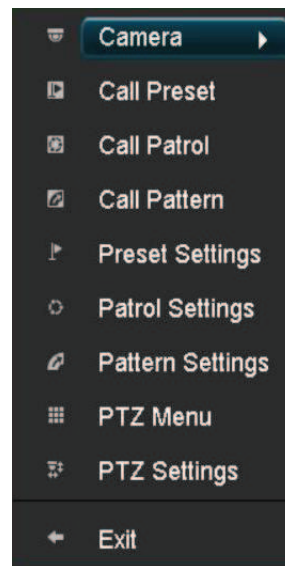 Camera
Call Preset
Call Patrol
Call Pattern
Preset Settings
Patrol Settings
Pattern Settings
PTZ Menu
PTZ Settings
Exit